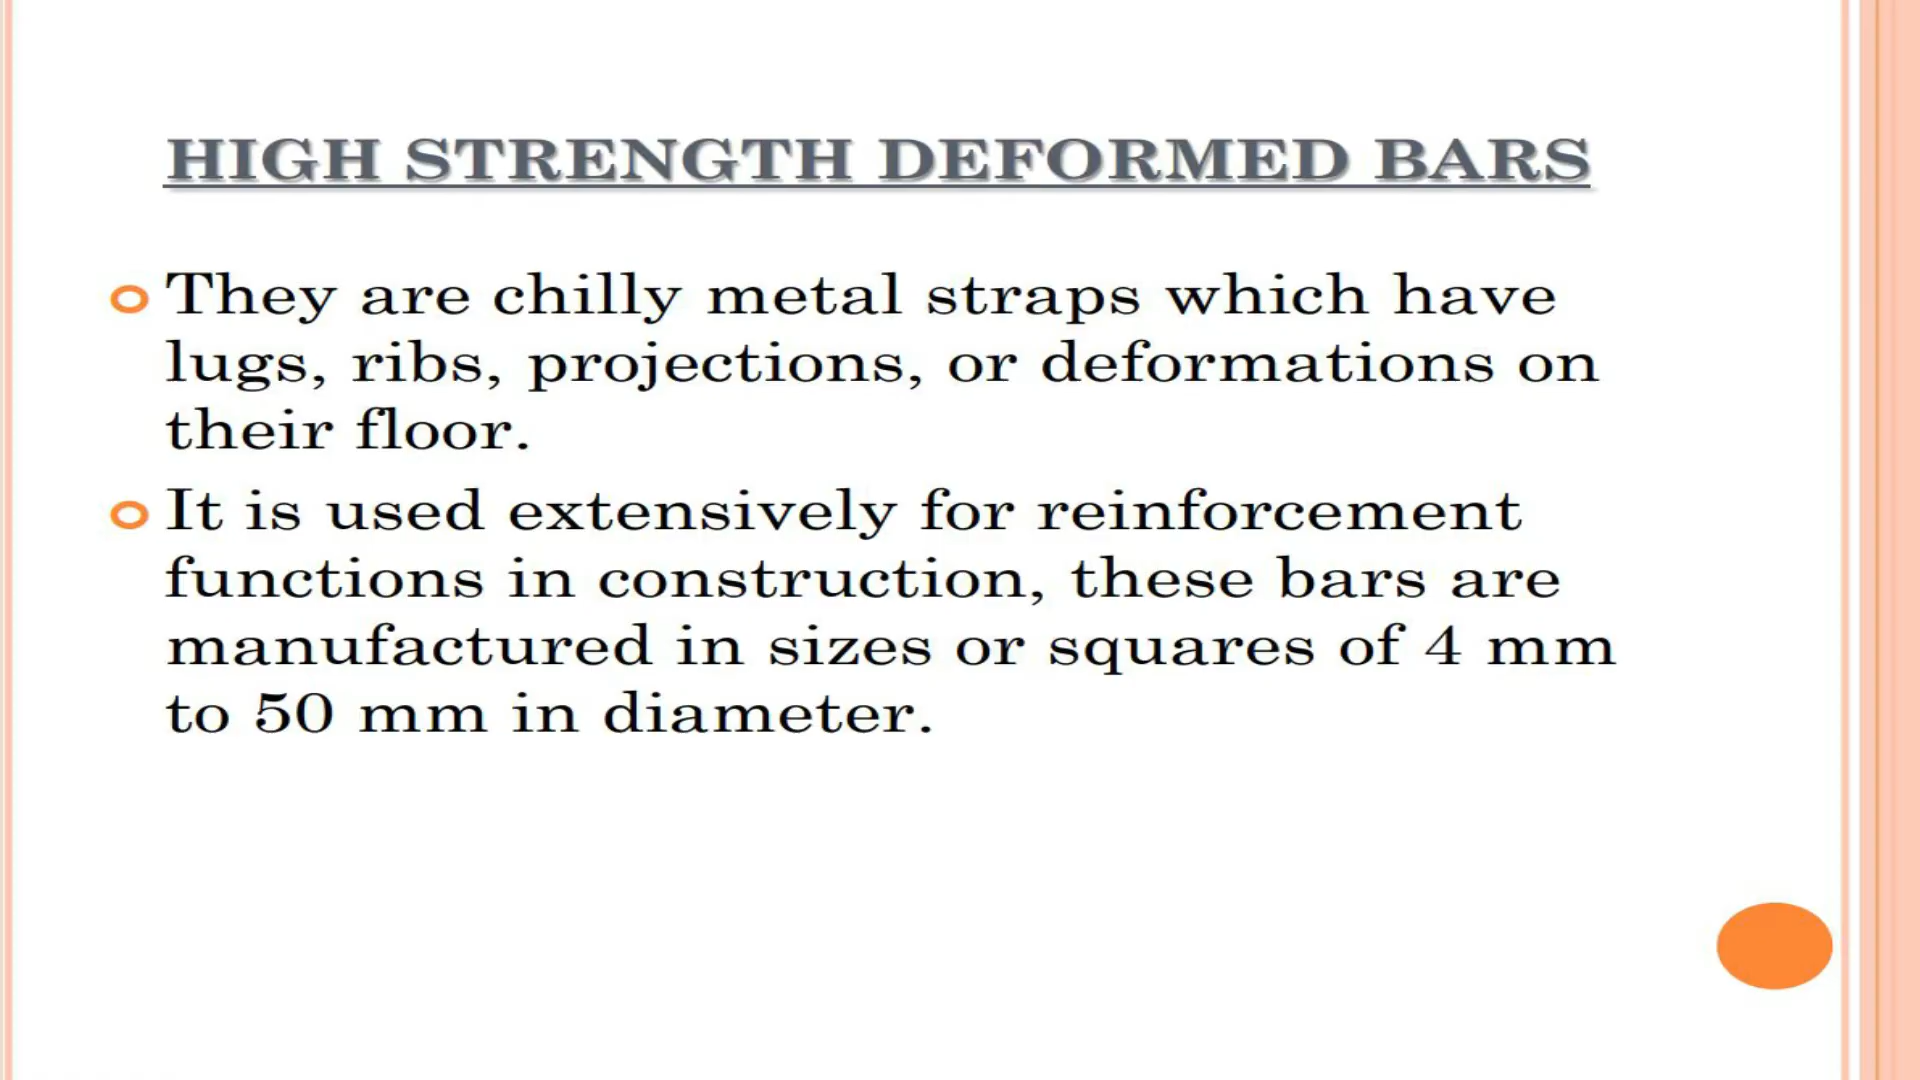 HIGH STRENGTH DEFORMED BARS
They are chilly metal straps which have
lugs, ribs, projections, or deformations on
their floor.
It is used extensively for reinforcement
functions in construction, these bars are
manufactured in sizes or squares of 4 mm
to 50 mm in diameter.